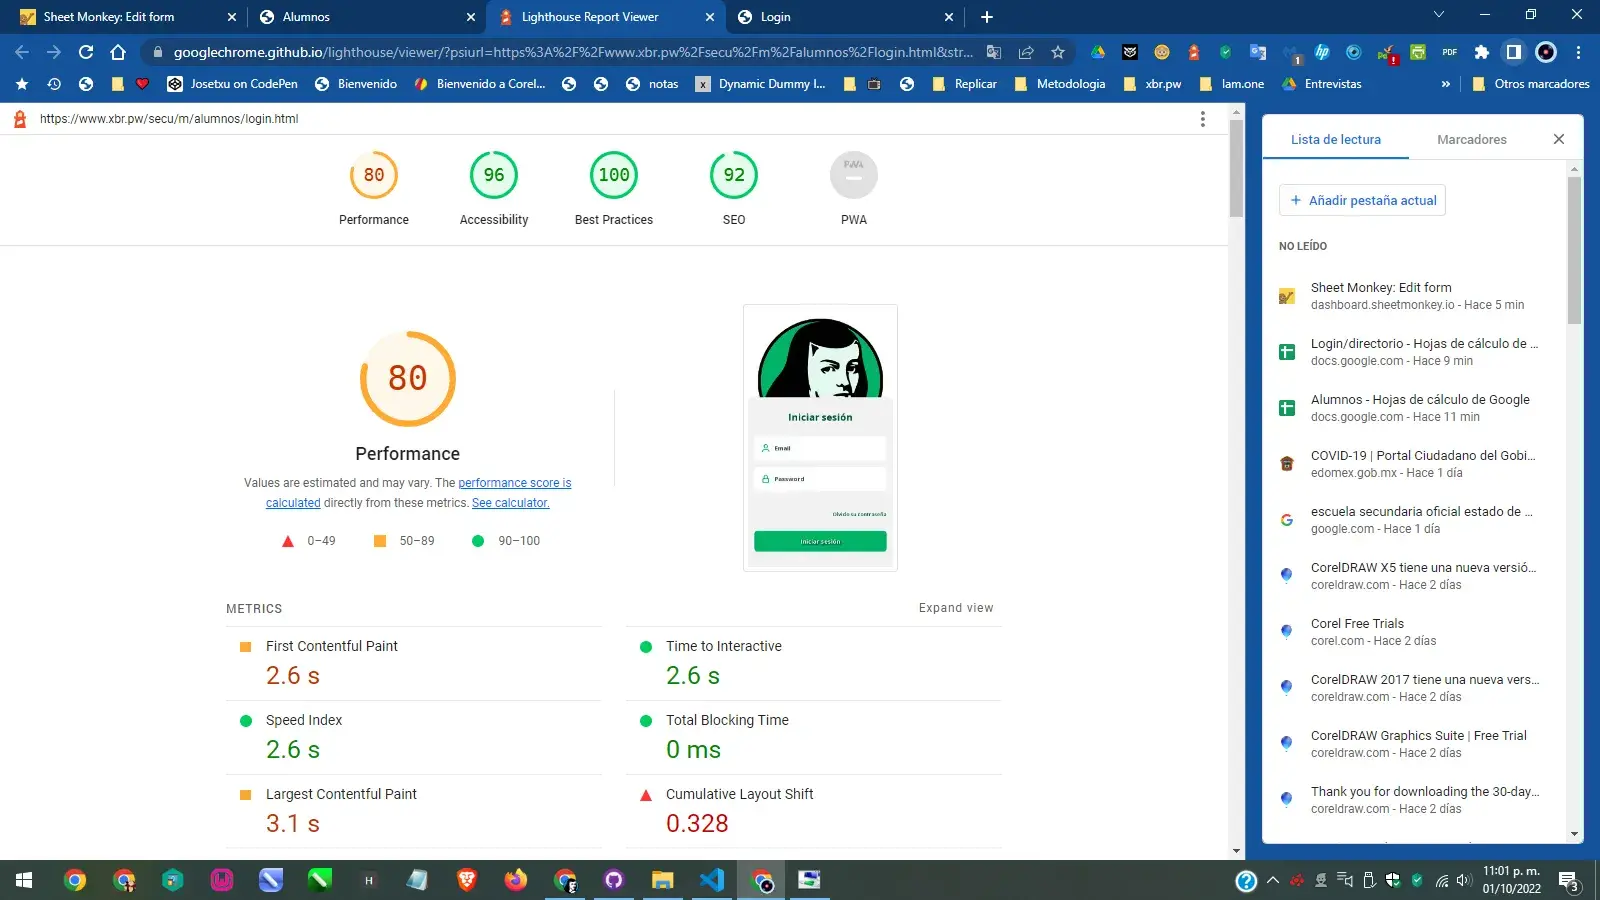 Sheet Monkey: Edit form
Alumnos
Lighthouse Report Viewer
Login
googlechrome.github.io/lighthouse/viewer/?psiurl=https%3A%2F%2Fwww.xbr.pw%2Fsecu%2Fm%2Falumnos%2Flogin.html&str...
Josetxu on CodePen
Bienvenido
Bienvenido a Corel...
notas
Dynamic Dummy I...
Replicar
Metodologia
xbr.pw
lam.one
Entrevistas
»
Otros marcadores
https://www.xbr.pw/secu/m/alumnos/login.html
80
96
100
92
PWA
Performance
Accessibility
Best Practices
SEO
PWA
80
Performance
Values are estimated and may vary. The performance score is
calculated directly from these metrics. See calculator.
0–49
50–89
90–100
Iniciar sesión
Email
Password
Olvide su contraseña
Iniciar sesión
METRICS
Expand view
First Contentful Paint
2.6 s
Time to Interactive
2.6 s
Speed Index
2.6 s
Total Blocking Time
0 ms
Largest Contentful Paint
3.1 s
Cumulative Layout Shift
0.328
Lista de lectura
Marcadores
+ Añadir pestaña actual
NO LEÍDO
Sheet Monkey: Edit form
dashboard.sheetmonkey.io - Hace 5 min
Login/directorio - Hojas de cálculo de ...
docs.google.com - Hace 9 min
Alumnos - Hojas de cálculo de Google
docs.google.com - Hace 11 min
COVID-19 | Portal Ciudadano del Gobi...
edomex.gob.mx - Hace 1 día
escuela secundaria oficial estado de ...
google.com - Hace 1 día
CorelDRAW X5 tiene una nueva versió...
coreldraw.com - Hace 2 días
Corel Free Trials
corel.com - Hace 2 días
CorelDRAW 2017 tiene una nueva vers...
coreldraw.com - Hace 2 días
CorelDRAW Graphics Suite | Free Trial
coreldraw.com - Hace 2 días
Thank you for downloading the 30-day...
coreldraw.com - Hace 2 días
PDF
1
H
11:01 p. m.
01/10/2022
3